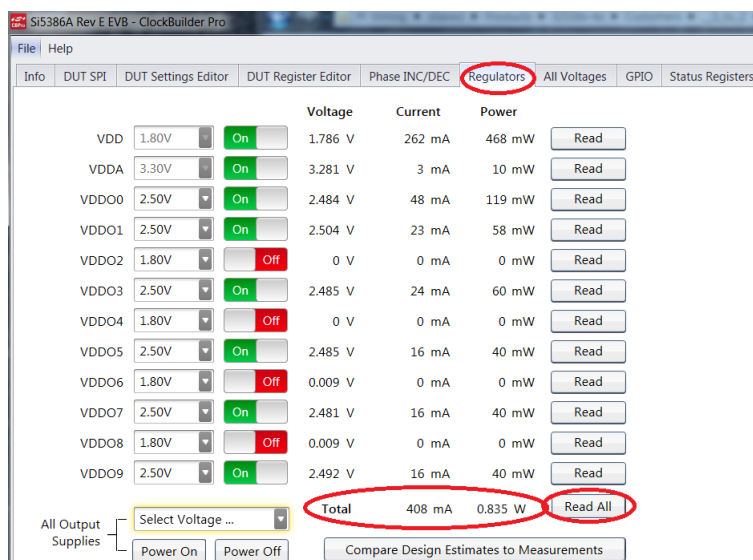 Si5386A Rev E EVB - ClockBuilder Pro
File Help
Info DUT SPI DUT Settings Editor DUT Register Editor Phase INC/DEC Regulators All Voltages GPIO Status Registers
Voltage Current Power
VDD 1.80V On 1.786 V 262 mA 468 mW Read
VDDA 3.30V On 3.281 V 3 mA 10 mW Read
VDDO0 2.50V On 2.484 V 48 mA 119 mW Read
VDDO1 2.50V On 2.504 V 23 mA 58 mW Read
VDDO2 1.80V Off 0 V 0 mA 0 mW Read
VDDO3 2.50V On 2.485 V 24 mA 60 mW Read
VDDO4 1.80V Off 0 V 0 mA 0 mW Read
VDDO5 2.50V On 2.485 V 16 mA 40 mW Read
VDDO6 1.80V Off 0.009 V 0 mA 0 mW Read
VDDO7 2.50V On 2.481 V 16 mA 40 mW Read
VDDO8 1.80V Off 0.009 V 0 mA 0 mW Read
VDDO9 2.50V On 2.492 V 16 mA 40 mW Read
Total 408 mA 0.835 W Read All
All Output Supplies Select Voltage ...
Power On Power Off Compare Design Estimates to Measurements